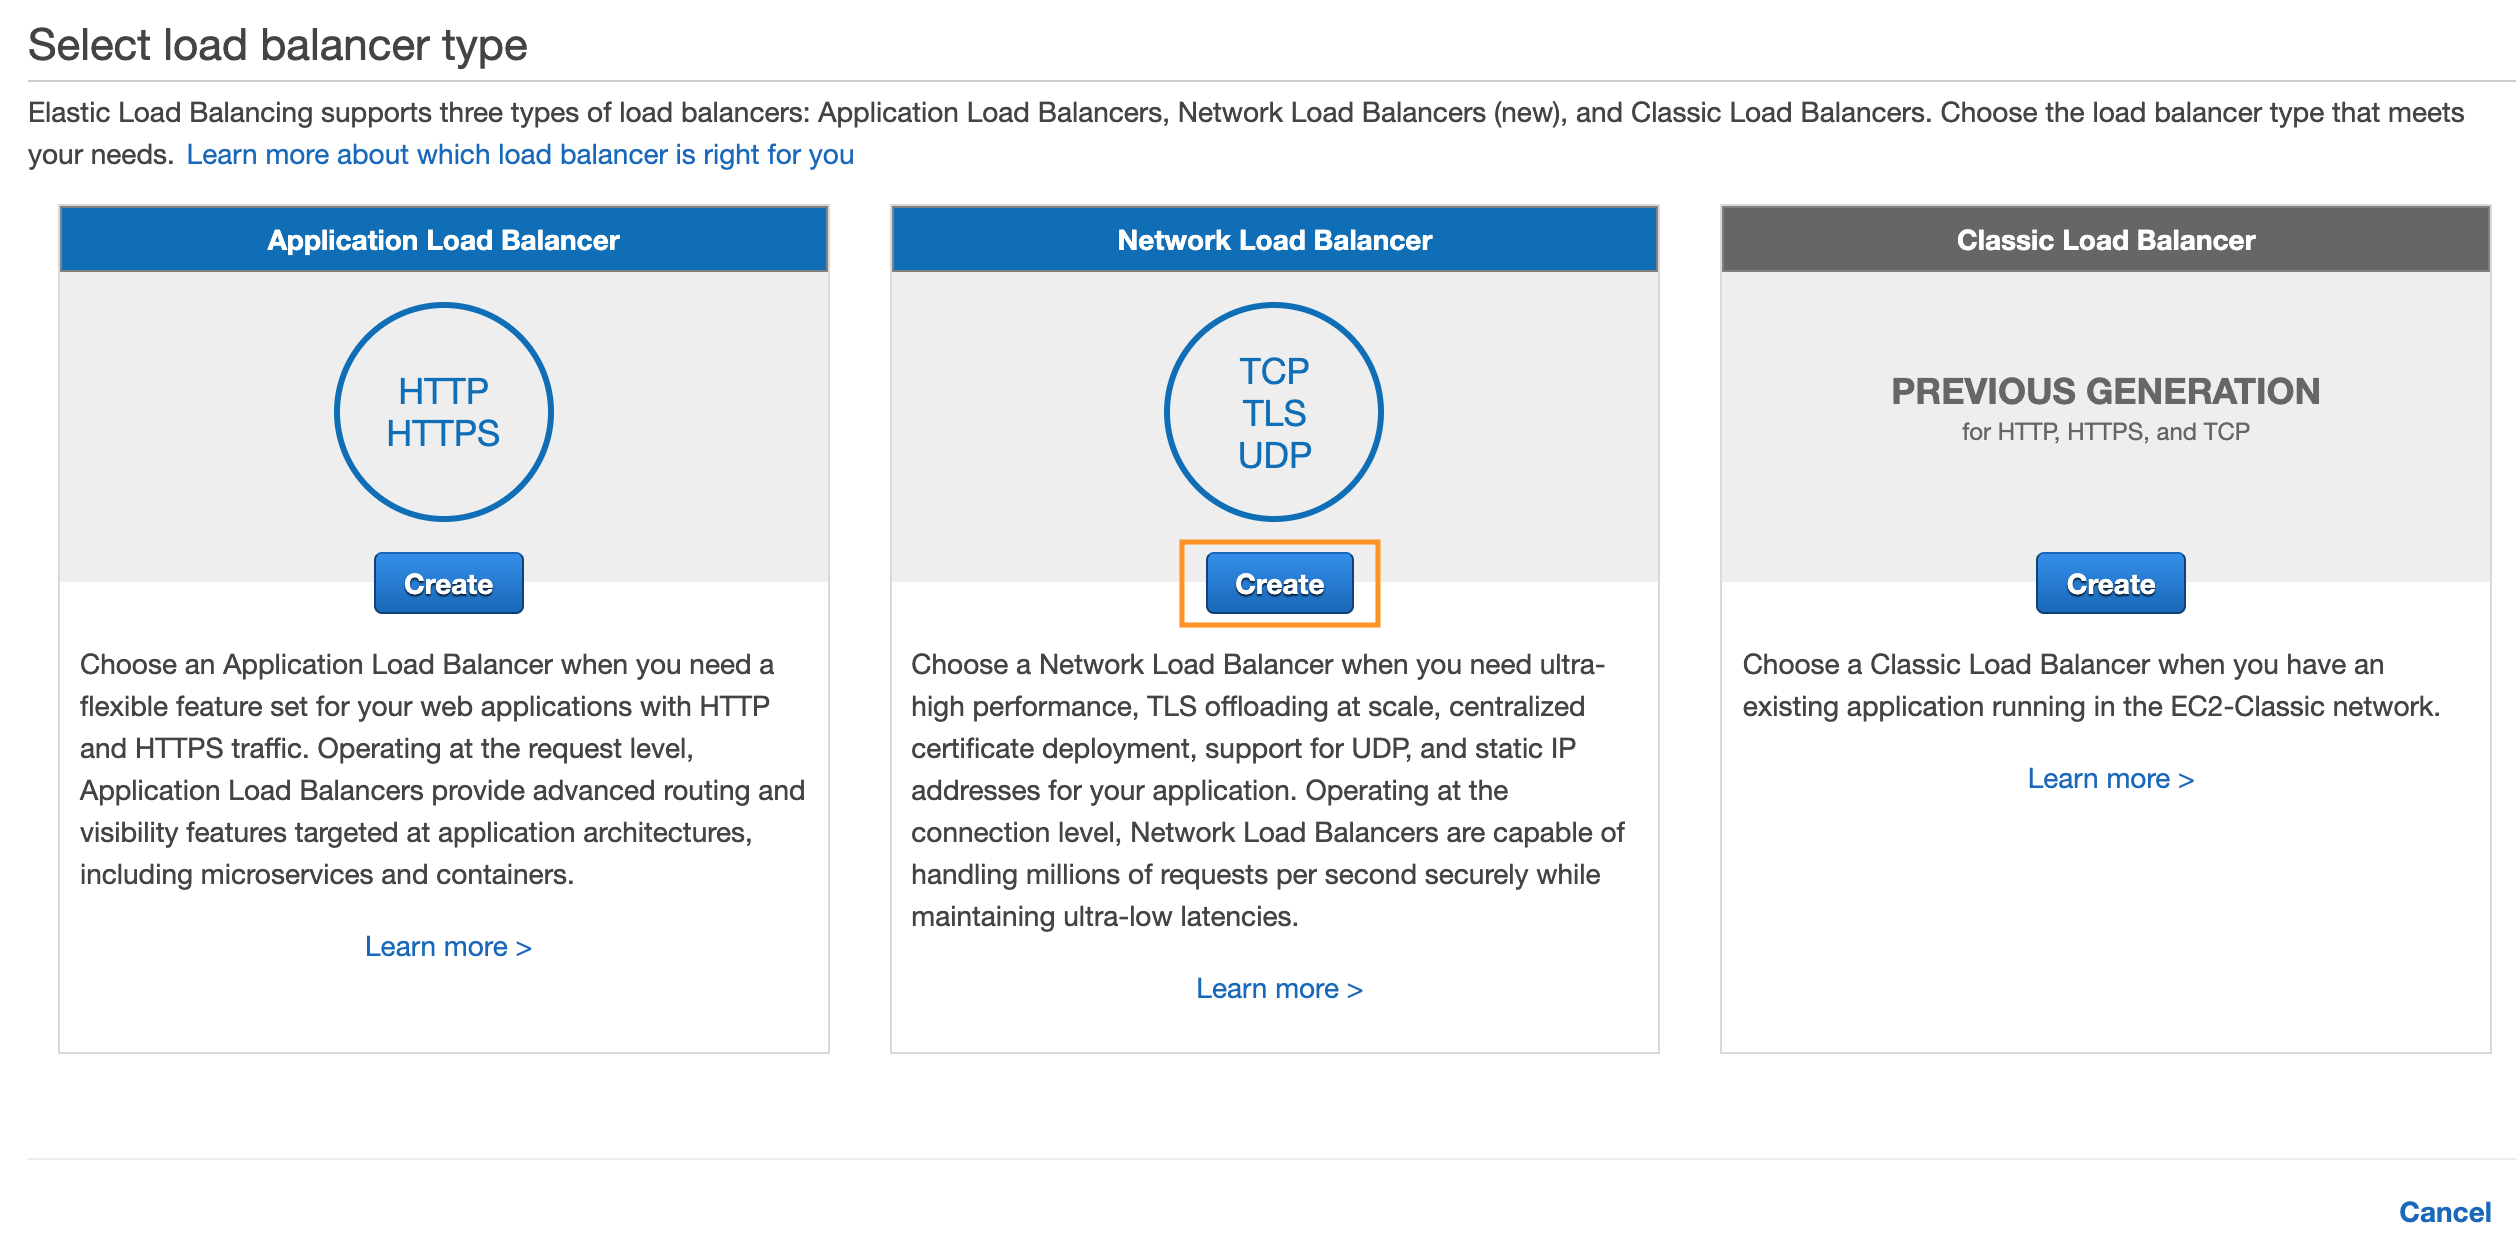 Select load balancer type
Elastic Load Balancing supports three types of load balancers: Application Load Balancers, Network Load Balancers (new), and Classic Load Balancers. Choose the load balancer type that meets
your needs. Learn more about which load balancer is right for you
Application Load Balancer
HTTP
HTTPS
Create
Choose an Application Load Balancer when you need a
flexible feature set for your web applications with HTTP
and HTTPS traffic. Operating at the request level,
Application Load Balancers provide advanced routing and
visibility features targeted at application architectures,
including microservices and containers.
Learn more >
Network Load Balancer
TCP
TLS
UDP
Create
Choose a Network Load Balancer when you need ultra-
high performance, TLS offloading at scale, centralized
certificate deployment, support for UDP, and static IP
addresses for your application. Operating at the
connection level, Network Load Balancers are capable of
handling millions of requests per second securely while
maintaining ultra-low latencies.
Learn more >
Classic Load Balancer
PREVIOUS GENERATION
for HTTP, HTTPS, and TCP
Create
Choose a Classic Load Balancer when you have an
existing application running in the EC2-Classic network.
Learn more >
Cancel